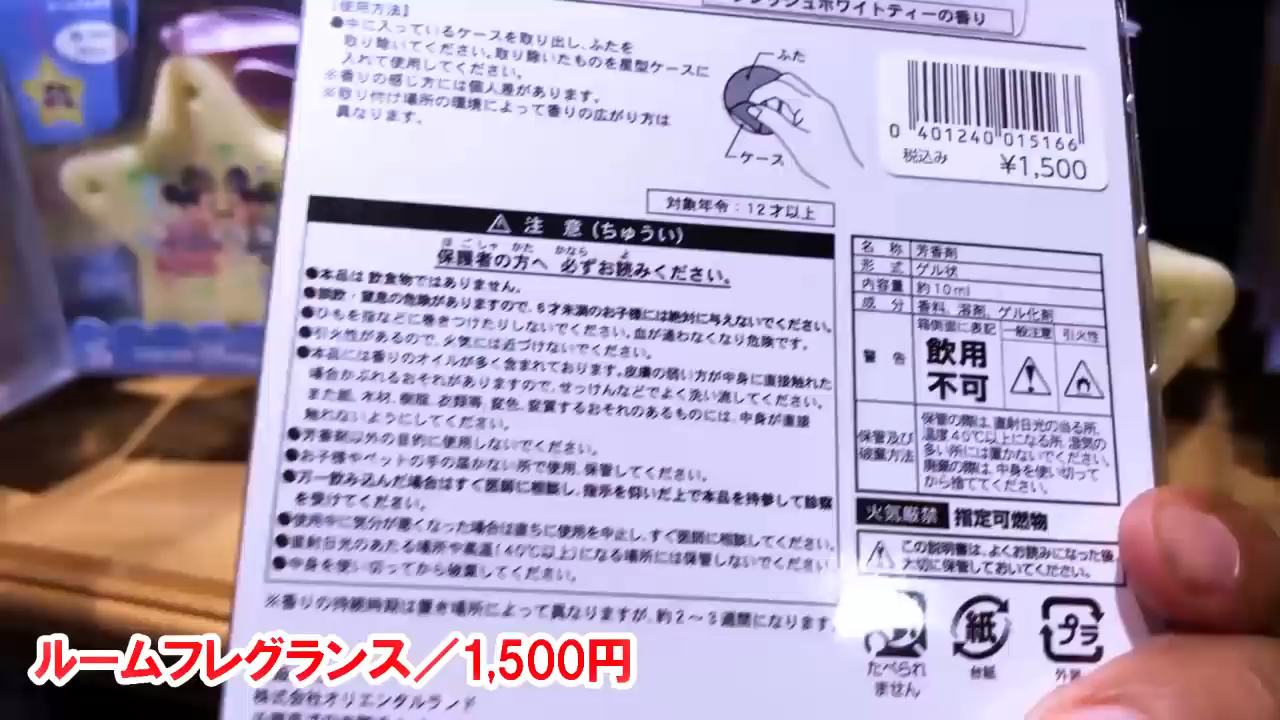 【使用方法】
●中に入っているケースを取り出し、ふたを
取り除いてください。取り除いたものを星型ケースに
入れて使用してください。
※香りの感じ方には個人差があります。
※取り付け場所の環境によって香りの広がり方は
異なります。
ホワイトティーの香り
ふた
ケース
0 401240 015166
税込み ¥1,500
対象年令:12才以上
注 意(ちゅうい)
保護者の方へ 必ずお読みください。
●本品は飲食物ではありません。
●誤飲・窒息の危険がありますので、6才未満のお子様には絶対に与えないでください。
●ひもを指などに巻きつけたりしないでください。血が通わなくなり危険です。
●引火性があるので、火気には近づけないでください。
●本品には香りのオイルが多く含まれております。皮膚の弱い方が中身に直接触れた
場合かぶれるおそれがありますので、せっけんなどでよく洗い流してください。
また紙、木材、樹脂、衣類等、変色、変質するおそれのあるものには、中身が直接
触れないようにしてください。
●芳香剤以外の目的に使用しないでください。
●お子様やペットの手の届かない所で使用、保管してください。
●万一飲み込んだ場合はすぐ医師に相談し、指示を仰いだ上で本品を持参して診察
を受けてください。
●使用中に気分が悪くなった場合は直ちに使用を中止し、すぐ医師に相談してください。
●直射日光のあたる場所や高温(40℃以上)になる場所には保管しないでください
●中身を使い切ってから破棄してください。
※香りの持続時期は置き場所によって異なりますが、約2〜3週間になります。
名 称 芳香剤
形 式 ゲル状
内容量 約10ml
成 分 香料、溶剤、ゲル化剤
警 告 箱側面に表記 一般注意 引火性
飲用
不可
保管及び
破棄方法
保管の際は、直射日光の当る所、
温度40℃以上になる所、湿気の
多い所には置かないでください。
廃棄の際は、中身を使い切って
から捨ててください。
火気厳禁 指定可燃物
この説明書は、よくお読みになった後、
大切に保管しておいてください。
たべられ
ません
紙
台紙
プラ
外装
株式会社オリエンタルランド
ルームフレグランス／1,500円